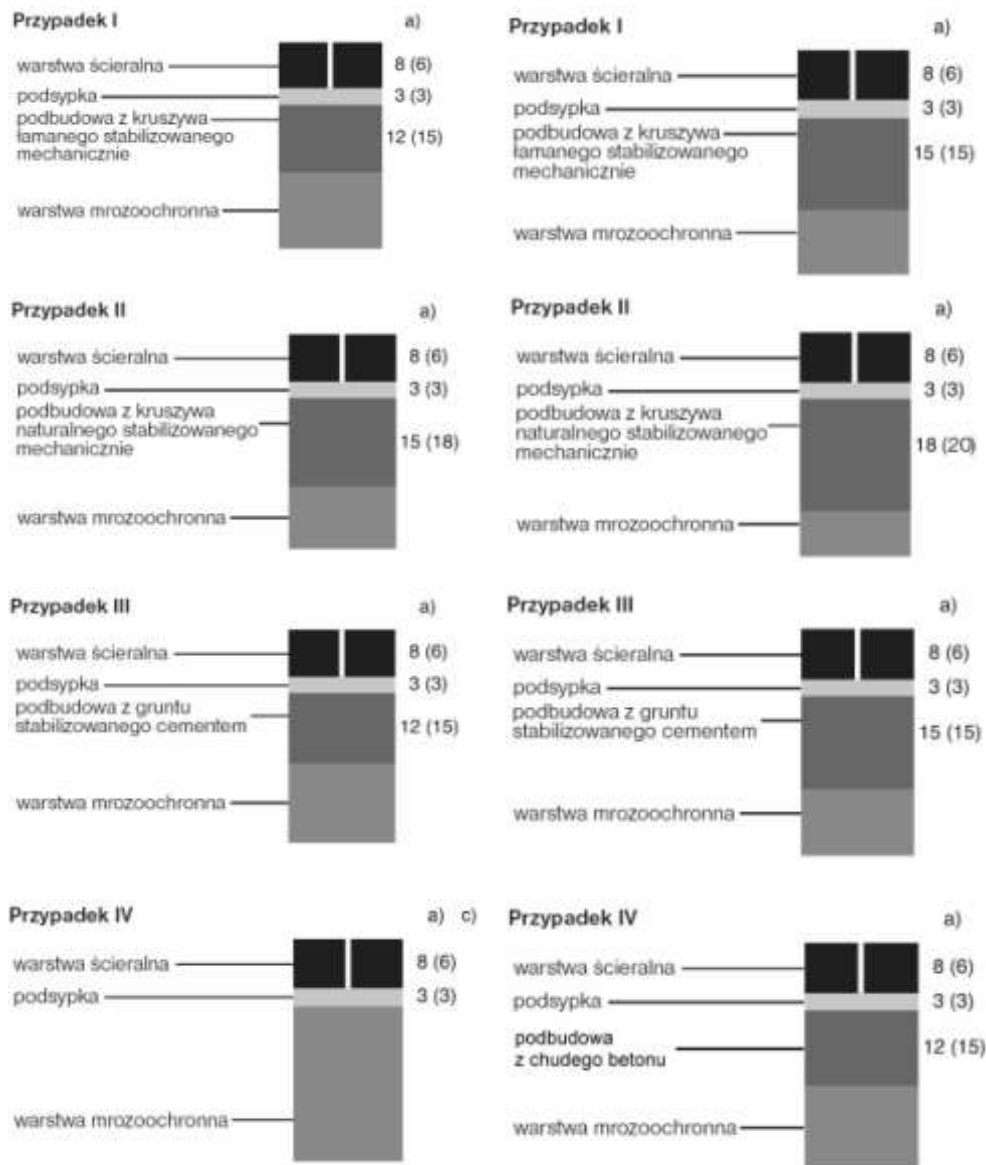 Przypadek I a)
warstwa ścieralna 8 (6)
podsypka 3 (3)
podbudowa z kruszywa
łamanego stabilizowanego 12 (15)
mechanicznie
warstwa mrozoochronna
Przypadek II a)
warstwa ścieralna 8 (6)
podsypka 3 (3)
podbudowa z kruszywa
naturalnego stabilizowanego 15 (18)
mechanicznie
warstwa mrozoochronna
Przypadek III a)
warstwa ścieralna 8 (6)
podsypka 3 (3)
podbudowa z gruntu
stabilizowanego cementem 12 (15)
warstwa mrozoochronna
Przypadek IV a) c)
warstwa ścieralna 8 (6)
podsypka 3 (3)
warstwa mrozoochronna
Przypadek I a)
warstwa ścieralna 8 (6)
podsypka 3 (3)
podbudowa z kruszywa
łamanego stabilizowanego 15 (15)
mechanicznie
warstwa mrozoochronna
Przypadek II a)
warstwa ścieralna 8 (6)
podsypka 3 (3)
podbudowa z kruszywa
naturalnego stabilizowanego 18 (20)
mechanicznie
warstwa mrozoochronna
Przypadek III a)
warstwa ścieralna 8 (6)
podsypka 3 (3)
podbudowa z gruntu
stabilizowanego cementem 15 (15)
warstwa mrozoochronna
Przypadek IV a)
warstwa ścieralna 8 (6)
podsypka 3 (3)
podbudowa
z chudego betonu 12 (15)
warstwa mrozoochronna